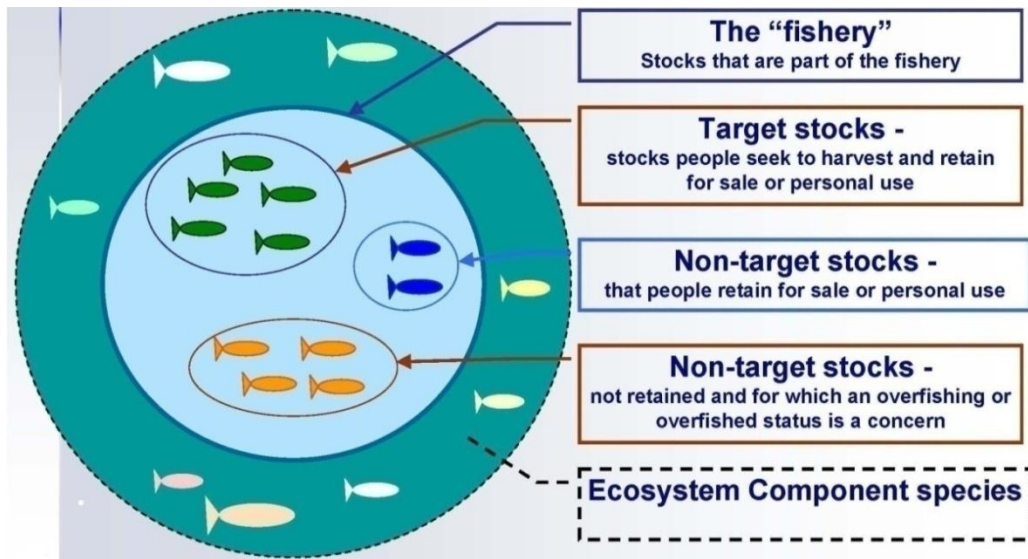 The “fishery”
Stocks that are part of the fishery
Target stocks -
stocks people seek to harvest and retain
for sale or personal use
Non-target stocks -
that people retain for sale or personal use
Non-target stocks -
not retained and for which an overfishing or
overfished status is a concern
Ecosystem Component species